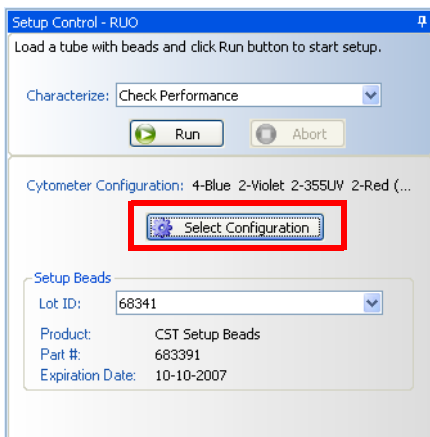 Setup Control - RUO
Load a tube with beads and click Run button to start setup.
Characterize: Check Performance
Run Abort
Cytometer Configuration: 4-Blue 2-Violet 2-355UV 2-Red (...
Select Configuration
Setup Beads
Lot ID: 68341
Product: CST Setup Beads
Part #: 683391
Expiration Date: 10-10-2007